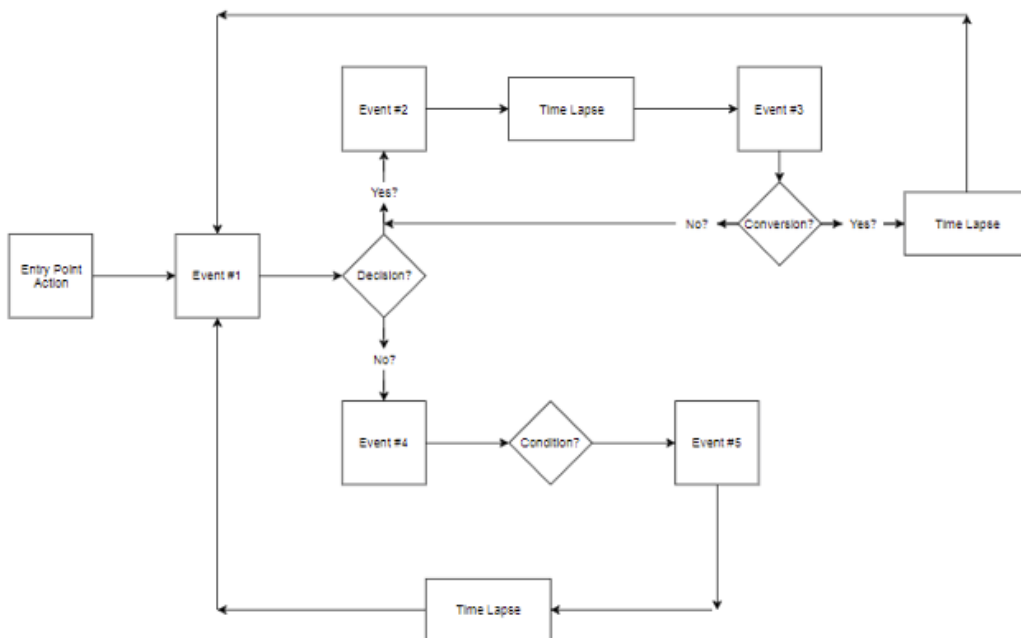 Event #2
Time Lapse
Event #3
Yes?
No?
Conversion?
Yes?
Time Lapse
Entry Point
Action
Event #1
Decision?
No?
Event #4
Condition?
Event #5
Time Lapse